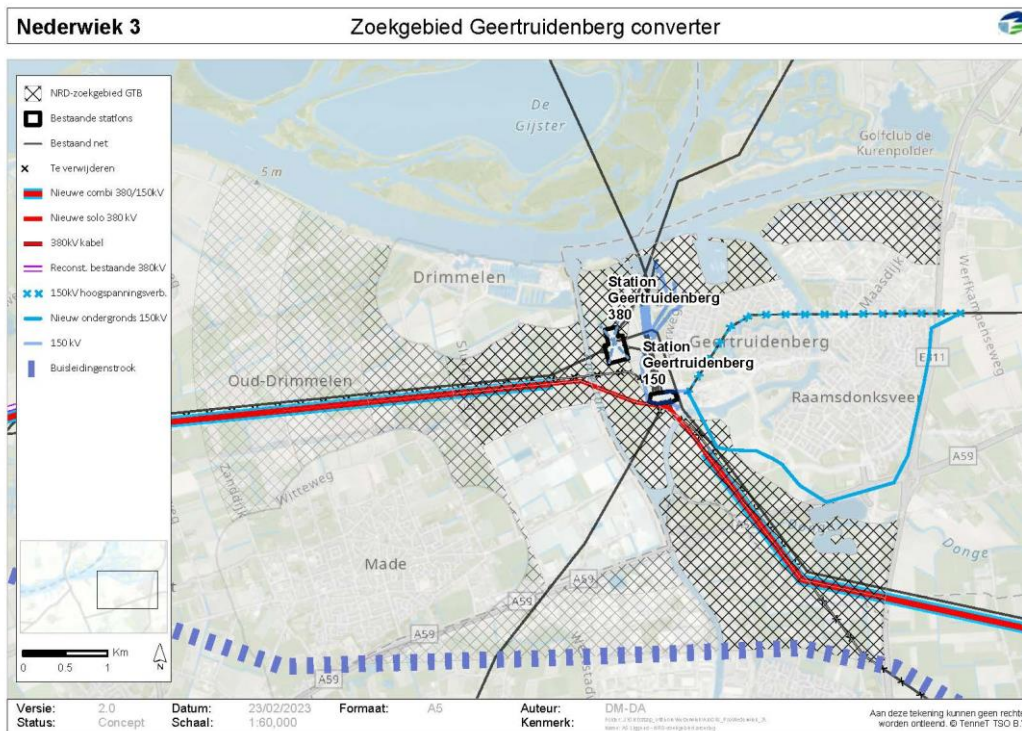 Nederwiek 3
Zoekgebied Geertruidenberg converter
NRD-zoekgebied GTB
Bestaande stations
Bestaand net
Te verwijderen
Nieuwe combi 380/150kV
Nieuwe solo 380 kV
380kV kabel
Reconst. bestaande 380kV
150kV hoogspanningsverb.
Nieuw ondergronds 150kV
150 kV
Buisleidingenstrook
0 0.5 1 Km
N
De
Gijster
Golfclub de
Kurenpolder
5 m
Drimmelen
Maasdijk
Werfkampenseweg
Station
Geertruidenberg
380
Station
Geertruidenberg
150
Geertruidenberg
E311
Oud-Drimmelen
Raamsdonksveer
A59
Zanddijk
Witteweg
Made
Donge
A59
A59
A59
A59
Versie: 2.0
Status: Concept
Datum: 23/02/2023
Schaal: 1:60,000
Formaat: A5
Auteur: DM-DA
Kenmerk:
Aan deze tekening kunnen geen rechte
worden ontleend. © TenneT TSO B.